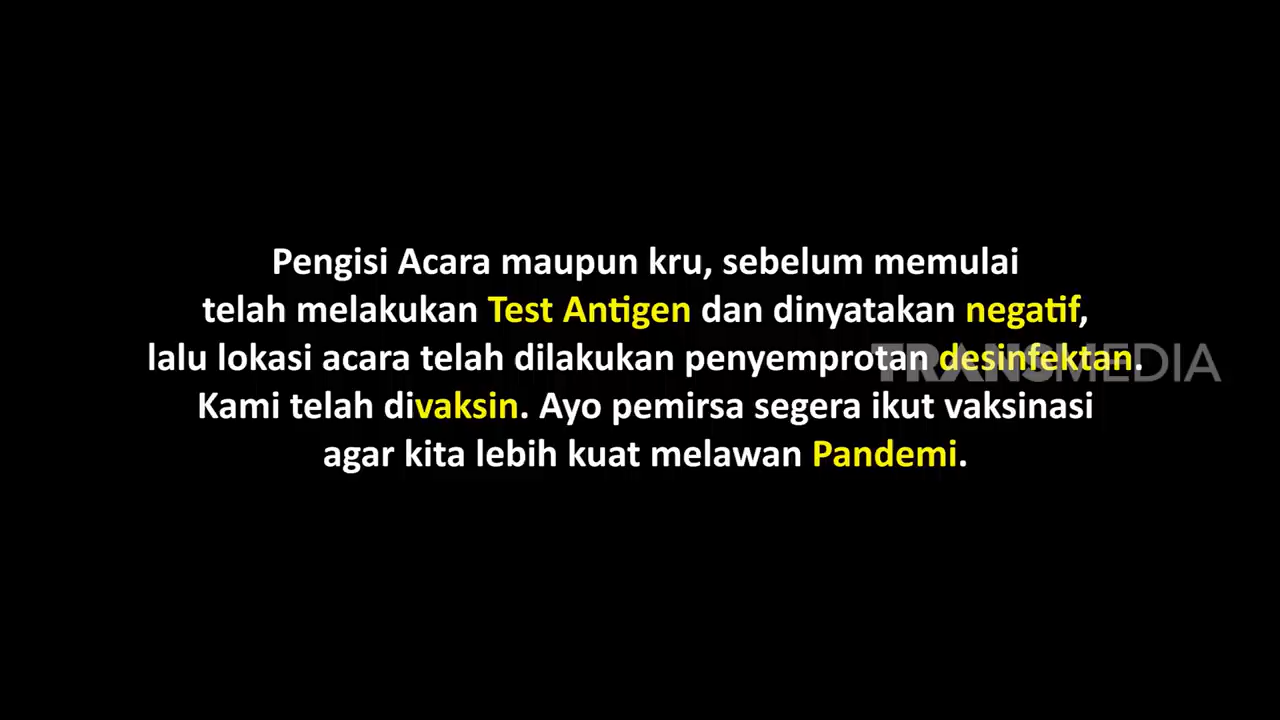 Pengisi Acara maupun kru, sebelum memulai
telah melakukan Test Antigen dan dinyatakan negatif,
lalu lokasi acara telah dilakukan penyemprotan desinfektan.
TRANSMEDIA
Kami telah divaksin. Ayo pemirsa segera ikut vaksinasi
agar kita lebih kuat melawan Pandemi.